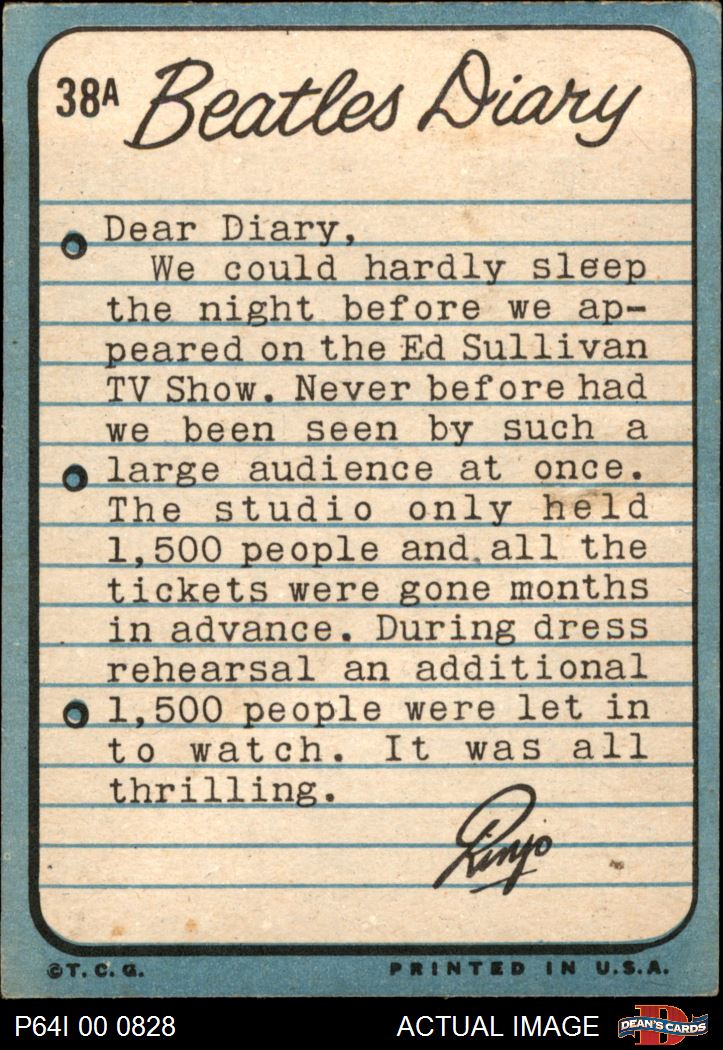 38A Beatles Diary
Dear Diary,
We could hardly sleep
the night before we ap-
peared on the Ed Sullivan
TV Show. Never before had
we been seen by such a
large audience at once.
The studio only held
1,500 people and all the
tickets were gone months
in advance. During dress
rehearsal an additional
1,500 people were let in
to watch. It was all
thrilling.
Ringo
©T.C.G. PRINTED IN U.S.A.
P64I 00 0828 ACTUAL IMAGE D DEAN'S CARDS